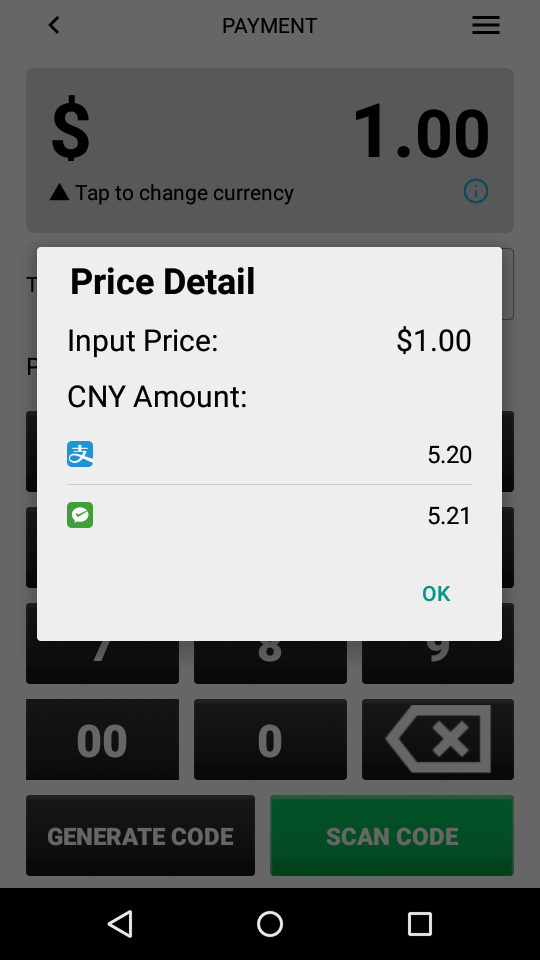 PAYMENT
$ 1.00
Tap to change currency
T
Price Detail
Input Price: $1.00
P
CNY Amount:
支 5.20
5.21
OK
7 8 9
00 0
GENERATE CODE SCAN CODE